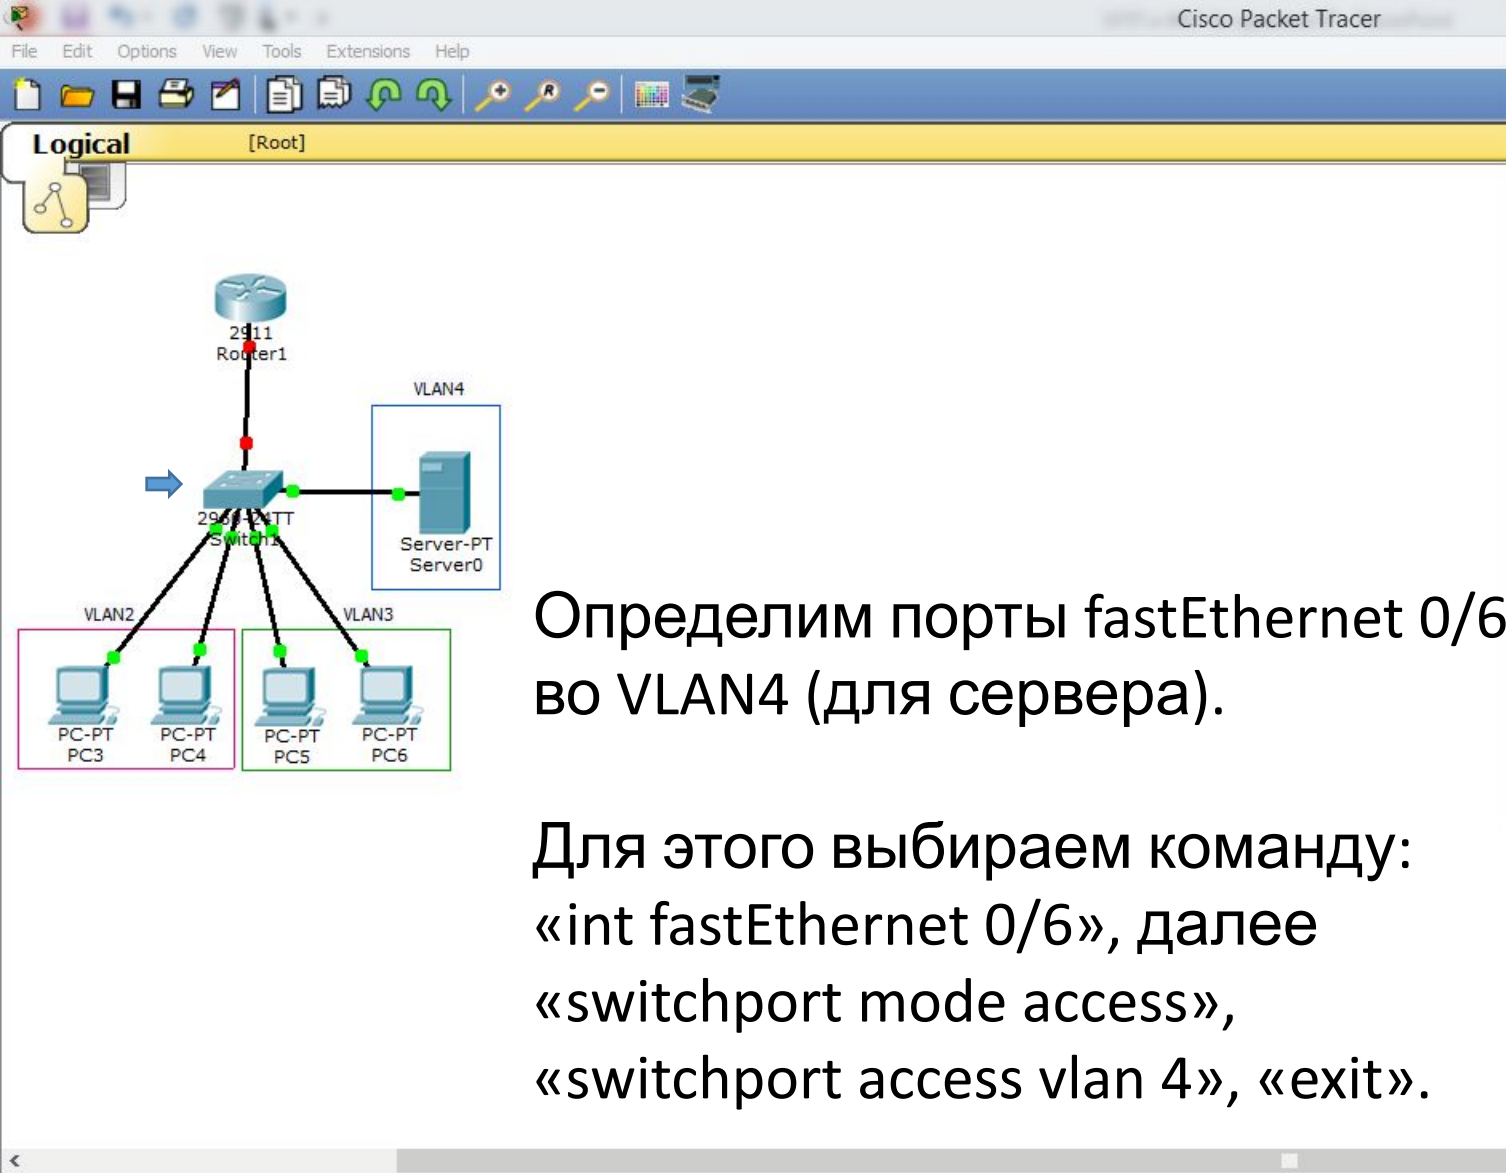 Cisco Packet Tracer
File Edit Options View Tools Extensions Help
Logical [Root]
2911
Router1
VLAN4
2960-24TT
Switch1
Server-PT
Server0
VLAN2
VLAN3
PC-PT
PC3
PC-PT
PC4
PC-PT
PC5
PC-PT
PC6
Определим порты fastEthernet 0/6
во VLAN4 (для сервера).
Для этого выбираем команду:
«int fastEthernet 0/6», далее
«switchport mode access»,
«switchport access vlan 4», «exit».